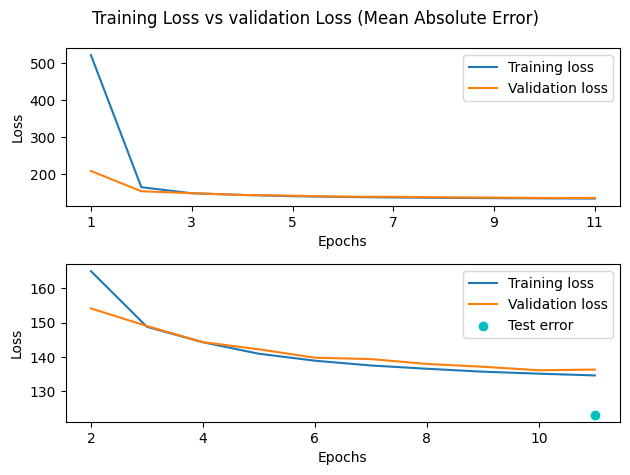 Training Loss vs validation Loss (Mean Absolute Error)
500
400
300
200
Loss
Training loss
Validation loss
1 3 5 7 9 11
Epochs
160
150
140
130
Loss
Training loss
Validation loss
Test error
2 4 6 8 10
Epochs